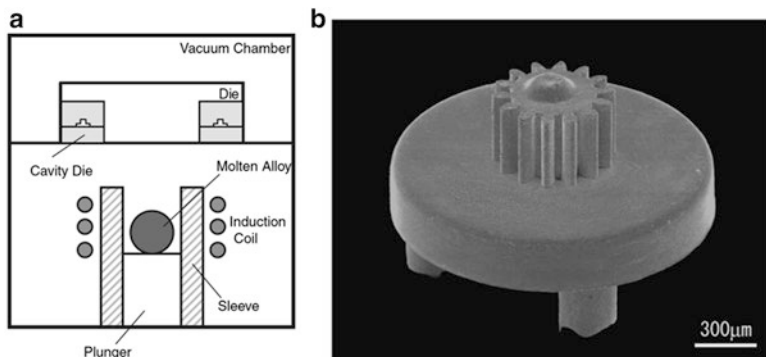 a
Vacuum Chamber
Die
Cavity Die
Molten Alloy
Induction
Coil
Sleeve
Plunger
b
300μm